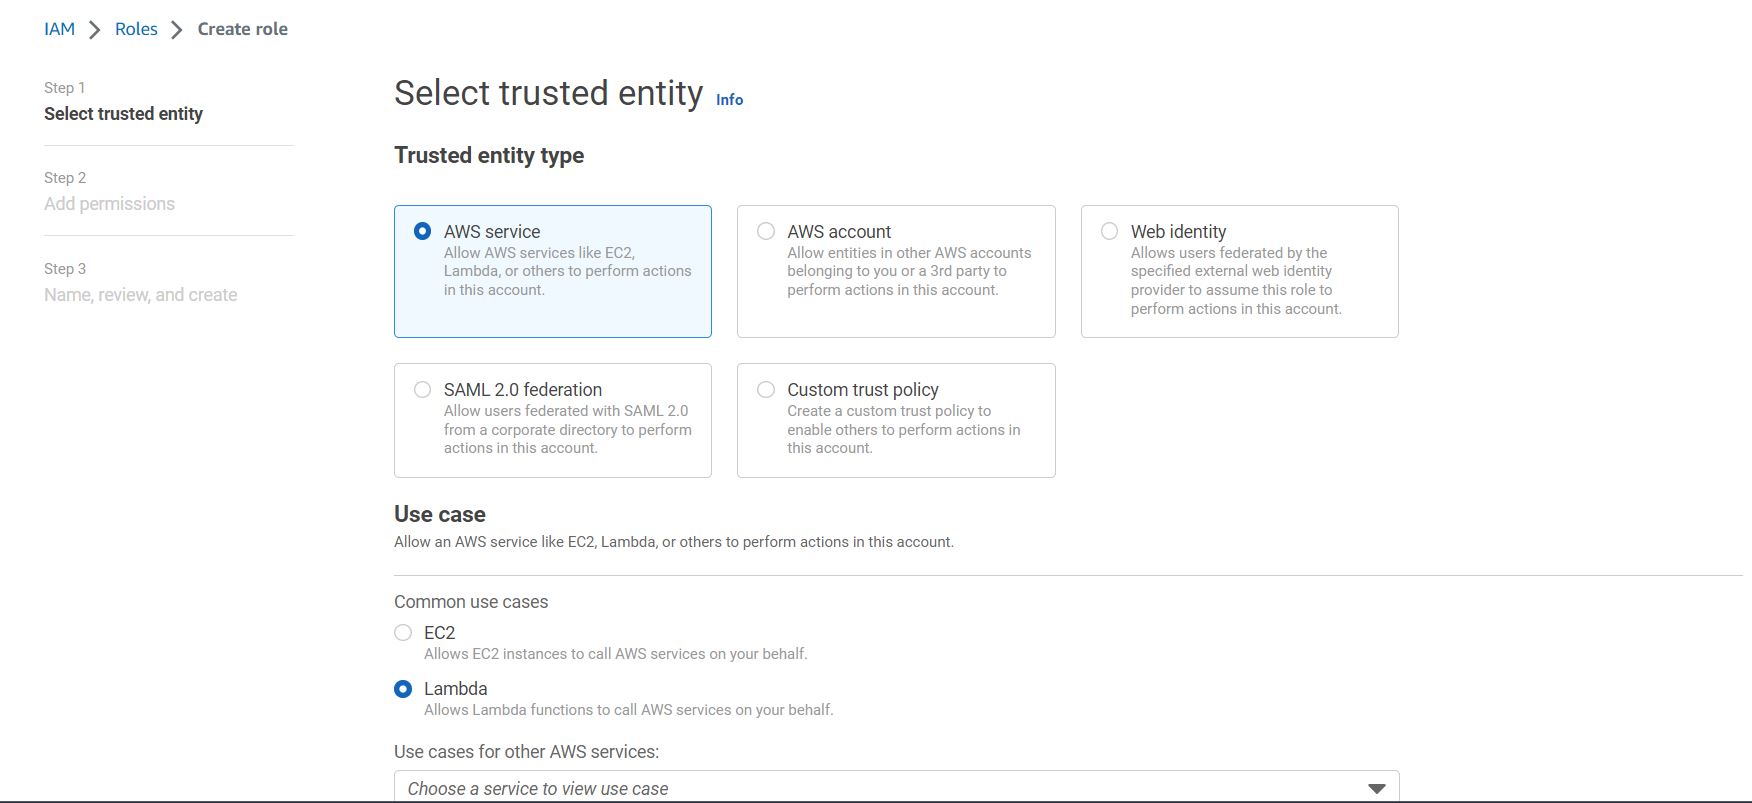 IAM > Roles > Create role
Step 1
Select trusted entity
Step 2
Add permissions
Step 3
Name, review, and create
Select trusted entity Info
Trusted entity type
AWS service
Allow AWS services like EC2,
Lambda, or others to perform actions
in this account.
AWS account
Allow entities in other AWS accounts
belonging to you or a 3rd party to
perform actions in this account.
Web identity
Allows users federated by the
specified external web identity
provider to assume this role to
perform actions in this account.
SAML 2.0 federation
Allow users federated with SAML 2.0
from a corporate directory to perform
actions in this account.
Custom trust policy
Create a custom trust policy to
enable others to perform actions in
this account.
Use case
Allow an AWS service like EC2, Lambda, or others to perform actions in this account.
Common use cases
EC2
Allows EC2 instances to call AWS services on your behalf.
Lambda
Allows Lambda functions to call AWS services on your behalf.
Use cases for other AWS services:
Choose a service to view use case